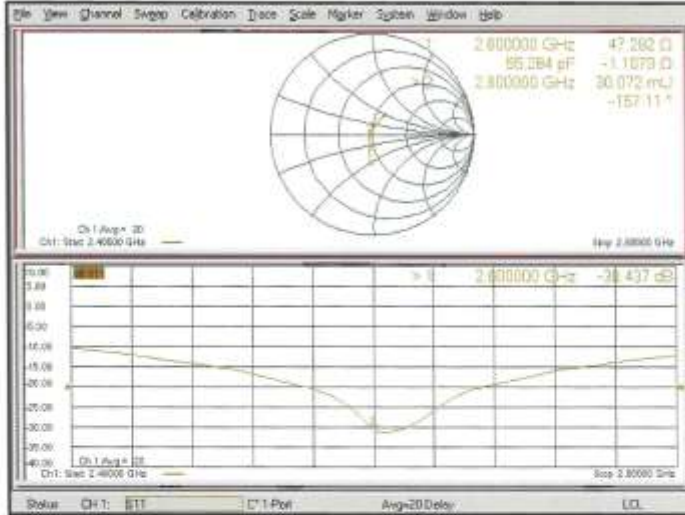 File View Channel Sweep Calibration Trace Scale Marker System Window Help
1 2.600000 GHz 47.282 Ω
55.284 pF -1.1073 Ω
> 2 2.600000 GHz 30.072 mU
-157.11 °
Ch 1 Avg = 20
Ch1: Start 2.40000 GHz
Stop 2.80000 GHz
10.00
5.00
0.00
-5.00
-10.00
-15.00
-20.00
-25.00
-30.00
-35.00
-40.00
2.600000 GHz -30.437 dB
Ch 1 Avg = 20
Ch1: Start 2.40000 GHz
Stop 2.80000 GHz
Status CH 1: S11 C* 1-Port Avg=20 Delay LCL